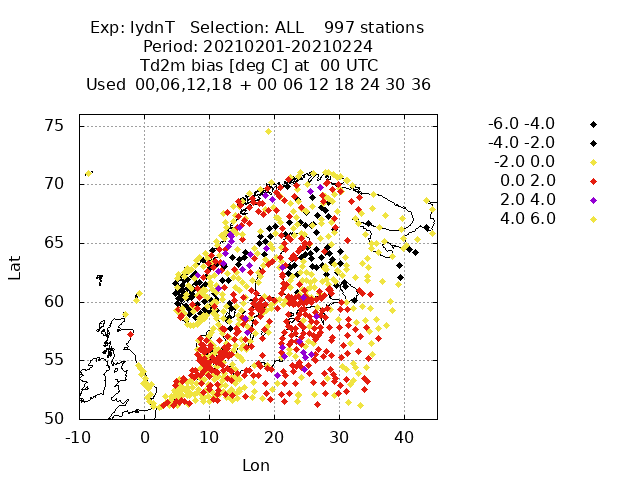 Exp: IydnT   Selection: ALL    997 stations
Period: 20210201-20210224
Td2m bias [deg C] at  00 UTC
Used  00,06,12,18 + 00 06 12 18 24 30 36
-6.0 -4.0
-4.0 -2.0
-2.0 0.0
0.0 2.0
2.0 4.0
4.0 6.0
75
70
65
60
55
50
Lat
-10 0 10 20 30 40
Lon